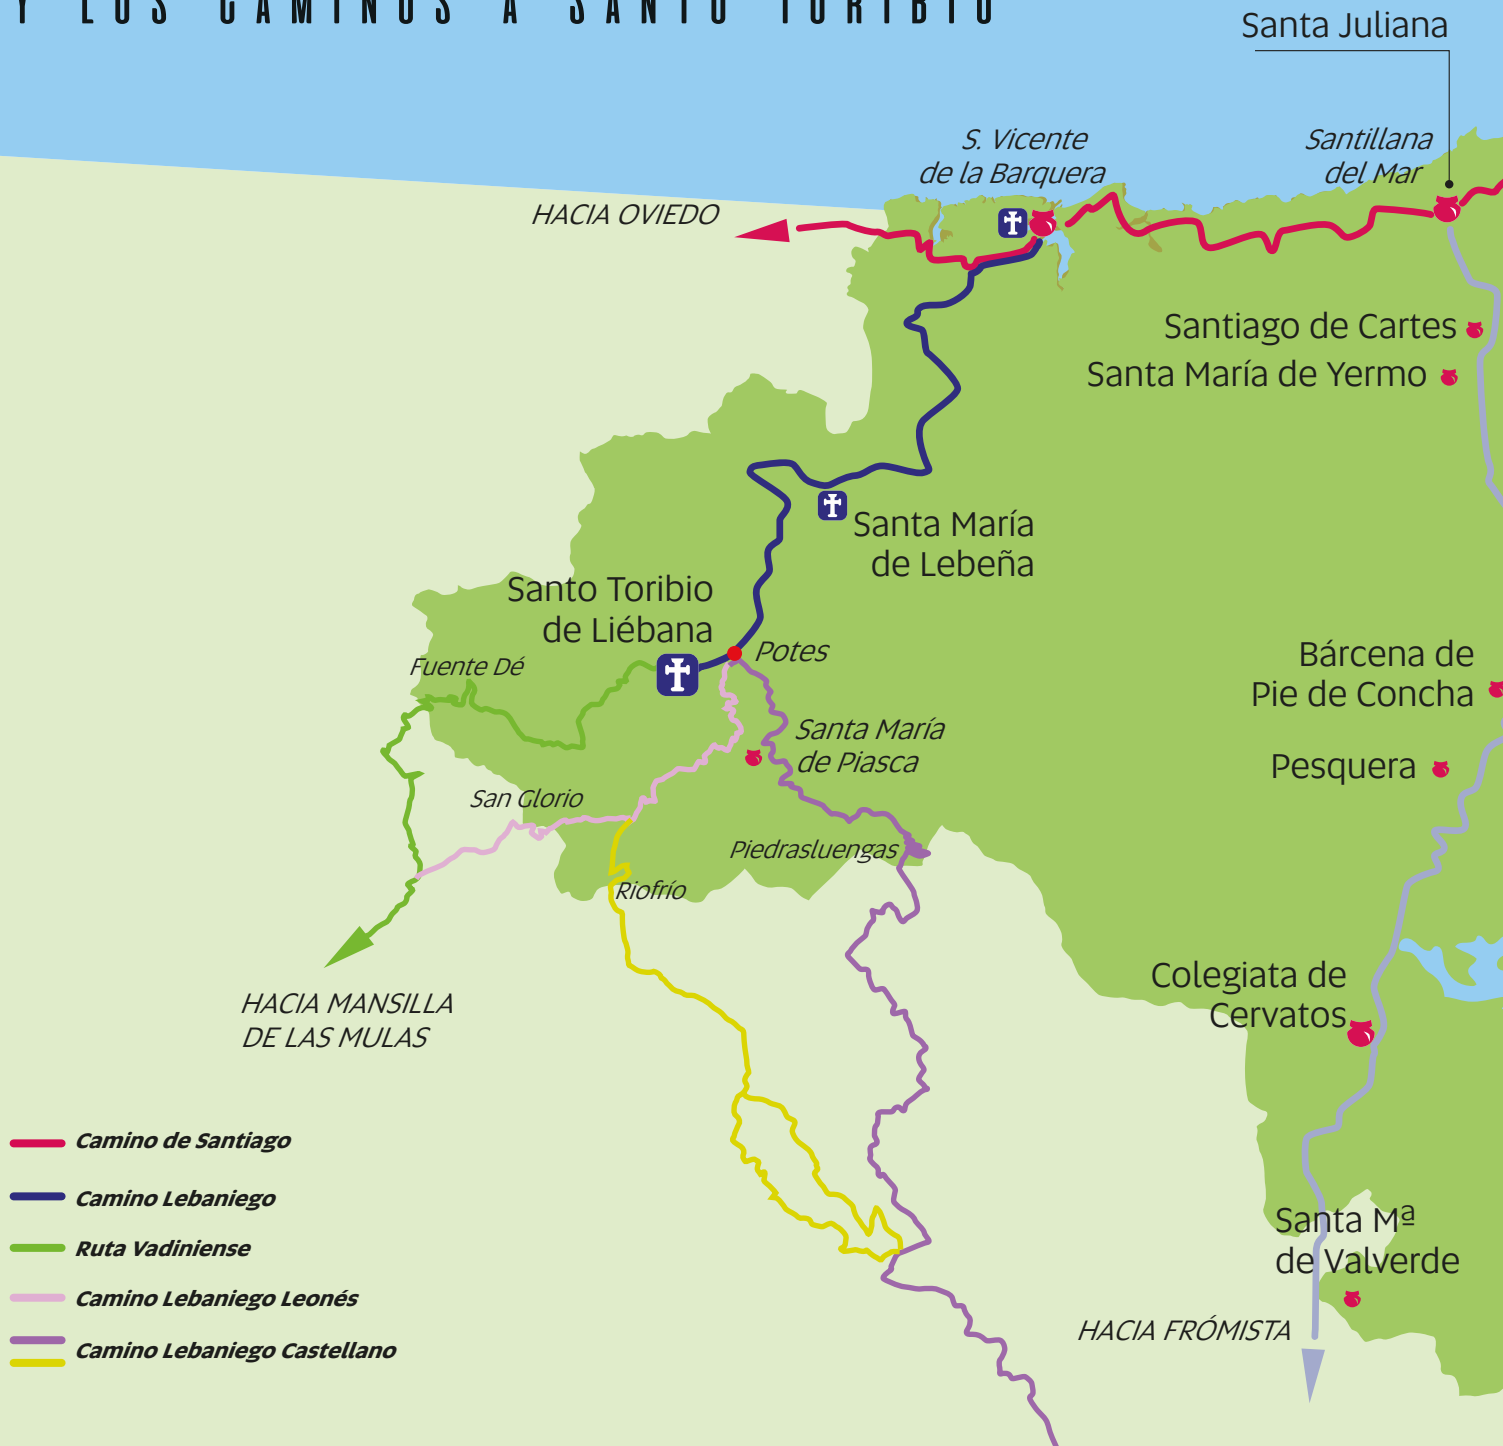 Y LOS CAMINOS A SANTO TORIBIO
Santa Juliana
S. Vicente
de la Barquera
Santillana
del Mar
HACIA OVIEDO
Santiago de Cartes
Santa María de Yermo
Santa María
de Lebeña
Santo Toribio
de Liébana
Potes
Fuente Dé
Bárcena de
Pie de Concha
Santa María
de Piasca
Pesquera
San Glorio
Piedrasluengas
Riofrío
Colegiata de
Cervatos
HACIA MANSILLA
DE LAS MULAS
Camino de Santiago
Camino Lebaniego
Ruta Vadiniense
Camino Lebaniego Leonés
Camino Lebaniego Castellano
Santa Mª
de Valverde
HACIA FRÓMISTA